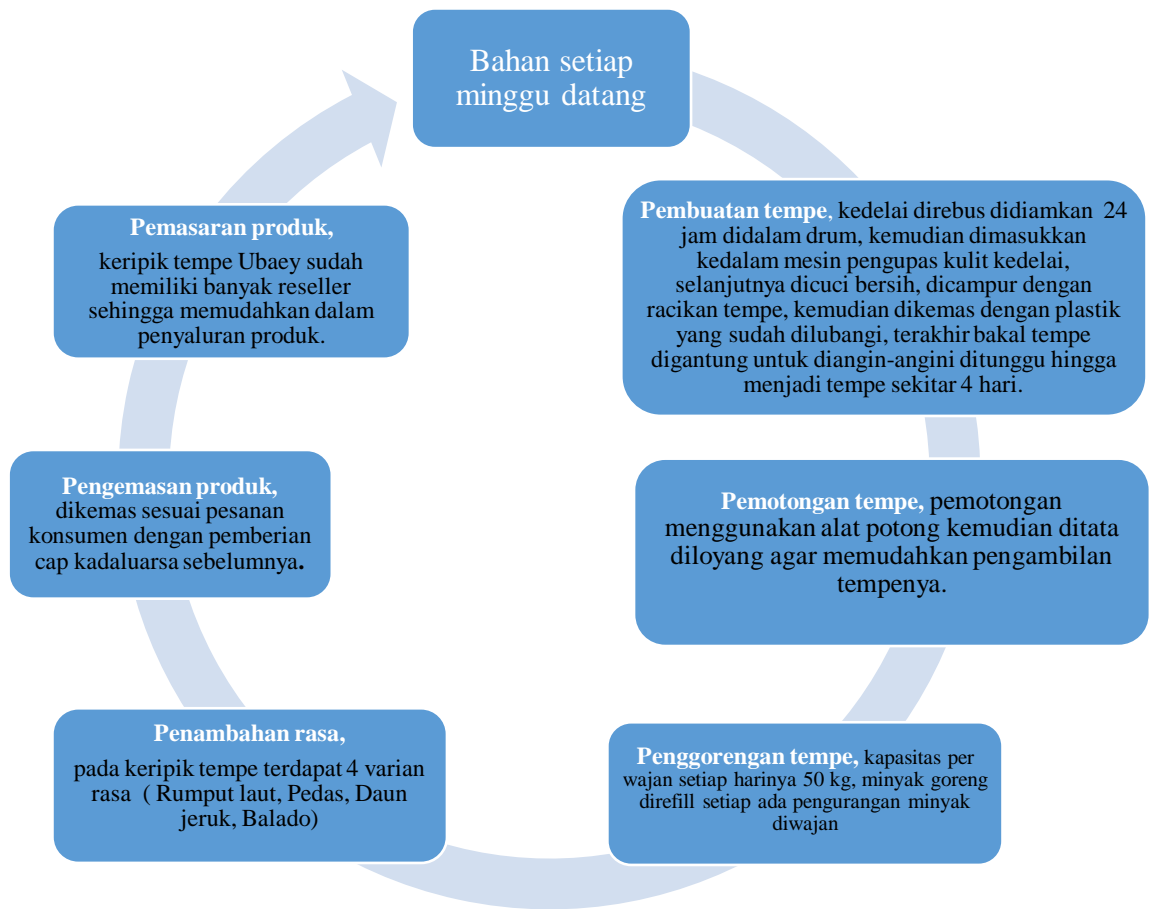 Bahan setiap
minggu datang
Pembuatan tempe, kedelai direbus didiamkan 24
jam didalam drum, kemudian dimasukkan
kedalam mesin pengupas kulit kedelai,
selanjutnya dicuci bersih, dicampur dengan
racikan tempe, kemudian dikemas dengan plastik
yang sudah dilubangi, terakhir bakal tempe
digantung untuk diangin-angini ditunggu hingga
menjadi tempe sekitar 4 hari.
Pemotongan tempe, pemotongan
menggunakan alat potong kemudian ditata
diloyang agar memudahkan pengambilan
tempenya.
Penggorengan tempe, kapasitas per
wajan setiap harinya 50 kg, minyak goreng
direfill setiap ada pengurangan minyak
diwajan
Penambahan rasa,
pada keripik tempe terdapat 4 varian
rasa ( Rumput laut, Pedas, Daun
jeruk, Balado)
Pengemasan produk,
dikemas sesuai pesanan
konsumen dengan pemberian
cap kadaluarsa sebelumnya.
Pemasaran produk,
keripik tempe Ubaey sudah
memiliki banyak reseller
sehingga memudahkan dalam
penyaluran produk.